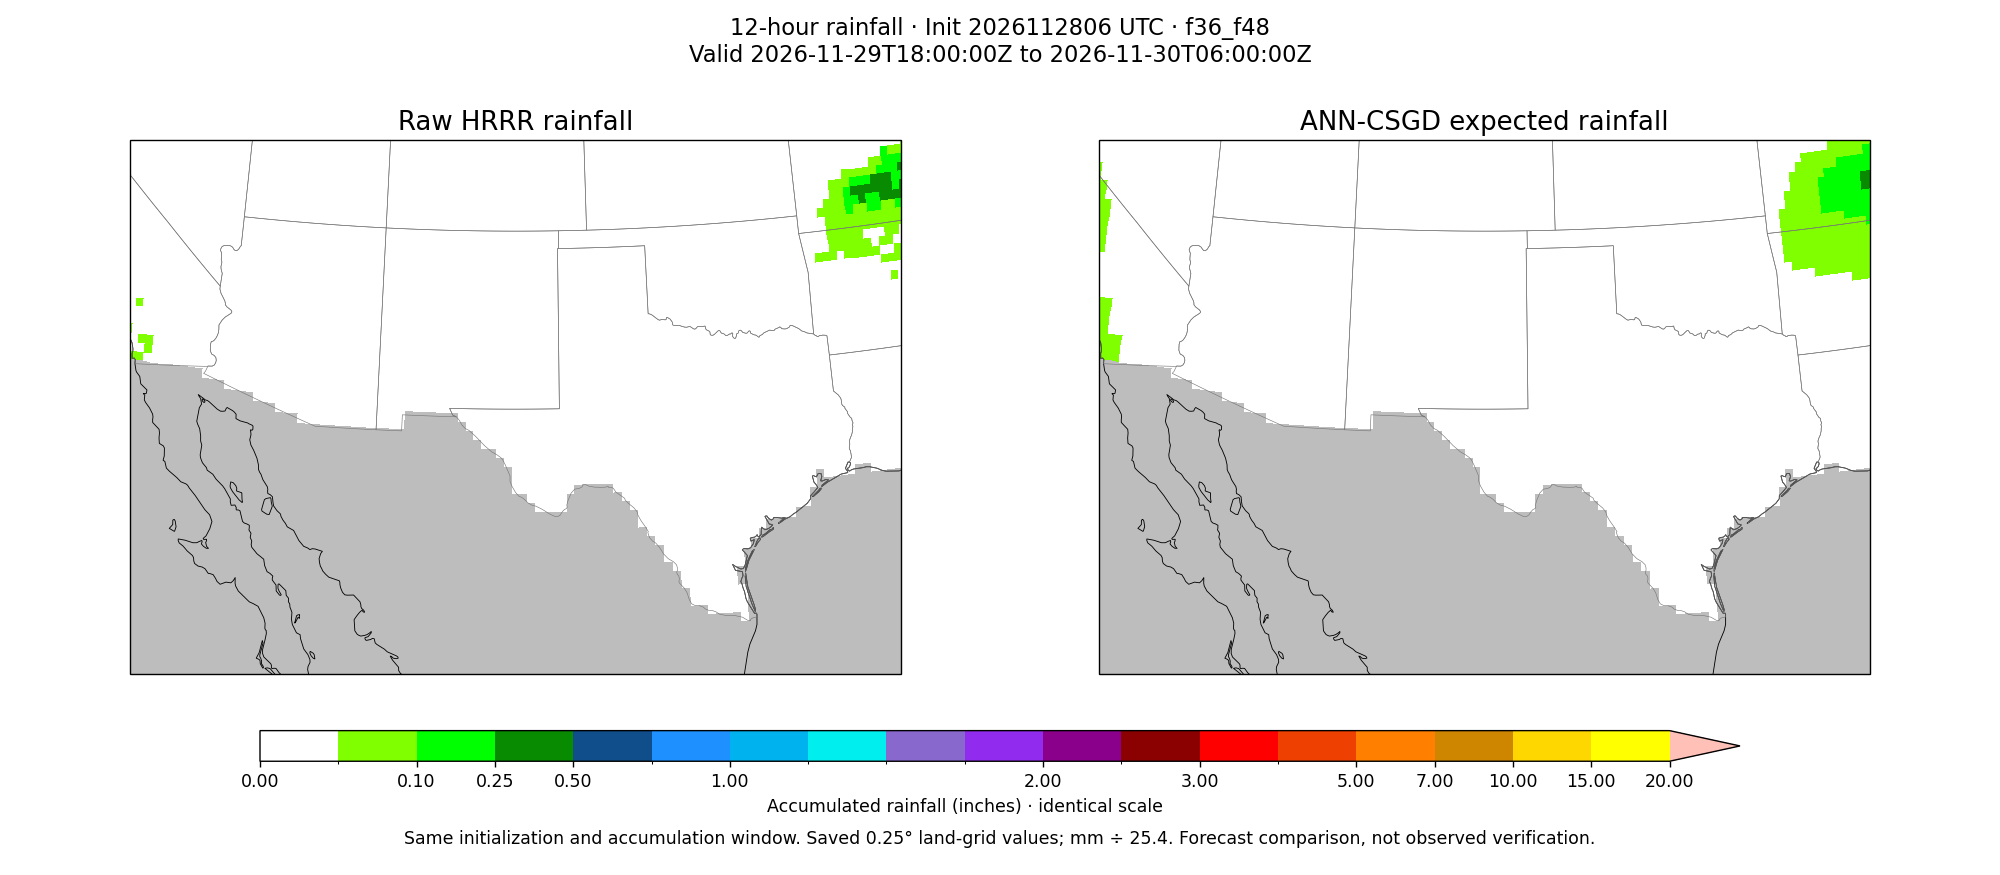 12-hour rainfall · Init 2026112806 UTC · f36_f48
Valid 2026-11-29T18:00:00Z to 2026-11-30T06:00:00Z
Raw HRRR rainfall
ANN-CSGD expected rainfall
0.00 0.10 0.25 0.50 1.00 2.00 3.00 5.00 7.00 10.00 15.00 20.00
Accumulated rainfall (inches) · identical scale
Same initialization and accumulation window. Saved 0.25° land-grid values; mm ÷ 25.4. Forecast comparison, not observed verification.